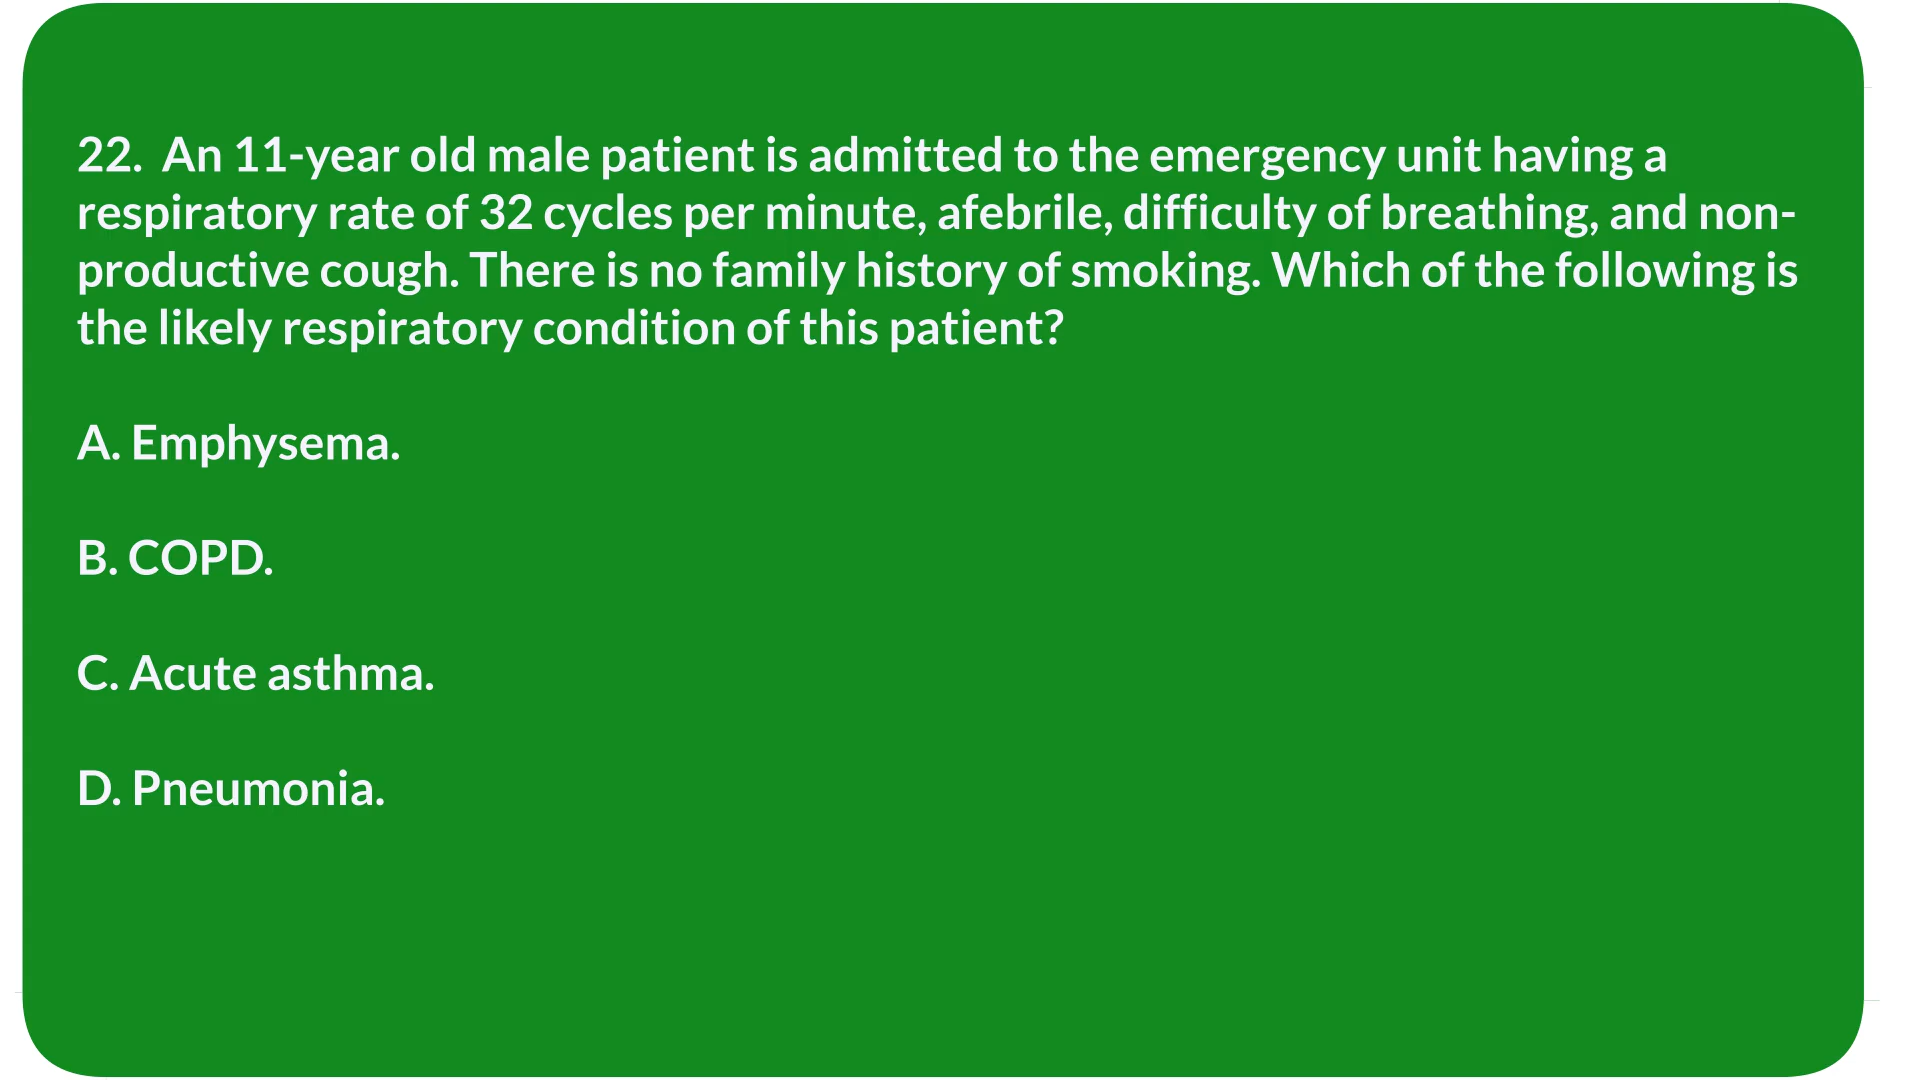 22.  An 11-year old male patient is admitted to the emergency unit having a
respiratory rate of 32 cycles per minute, afebrile, difficulty of breathing, and non-
productive cough. There is no family history of smoking. Which of the following is
the likely respiratory condition of this patient?
A. Emphysema.
B. COPD.
C. Acute asthma.
D. Pneumonia.